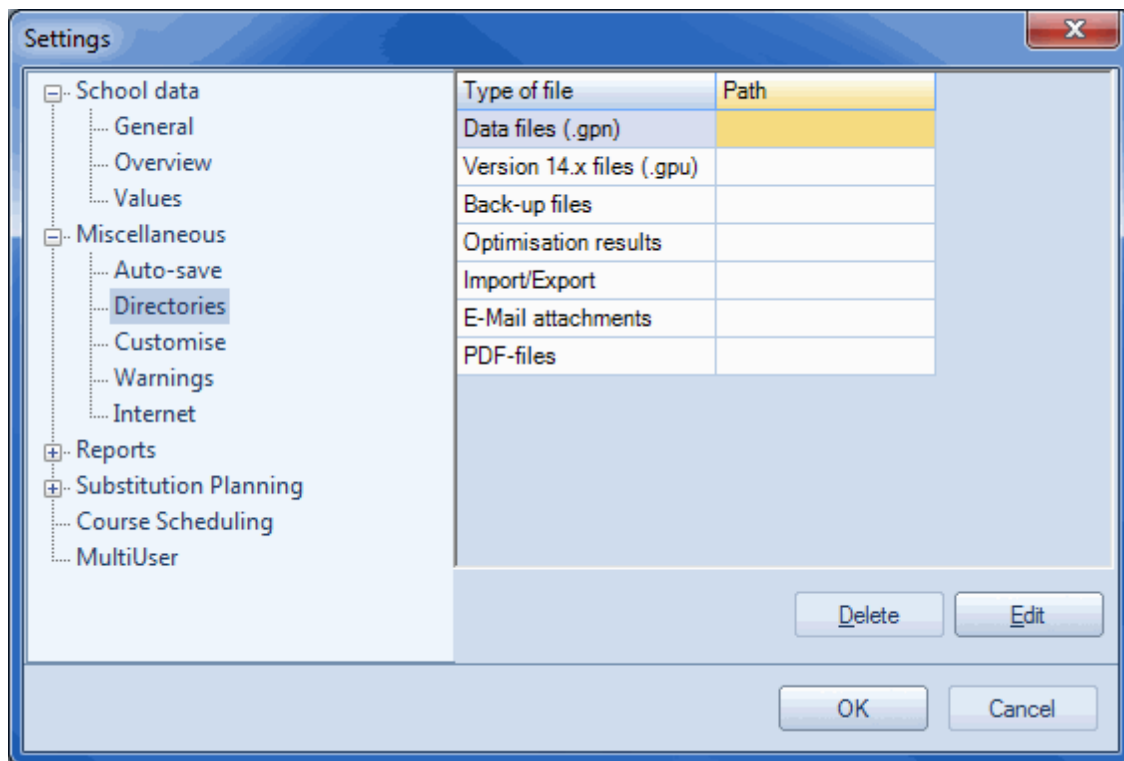 Settings
School data
General
Overview
Values
Miscellaneous
Auto-save
Directories
Customise
Warnings
Internet
Reports
Substitution Planning
Course Scheduling
MultiUser
Type of file Path
Data files (.gpn)
Version 14.x files (.gpu)
Back-up files
Optimisation results
Import/Export
E-Mail attachments
PDF-files
Delete Edit
OK Cancel